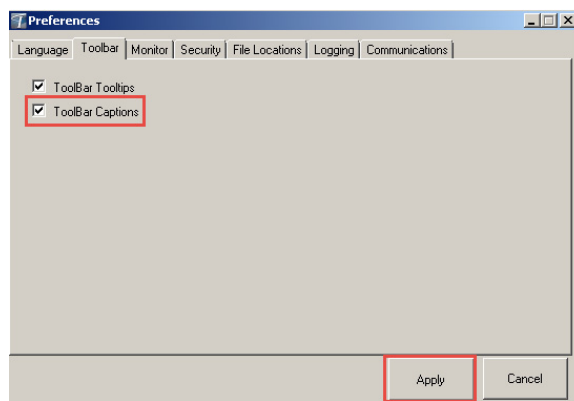 Preferences
Language Toolbar Monitor Security File Locations Logging Communications
ToolBar Tooltips
ToolBar Captions
Apply Cancel